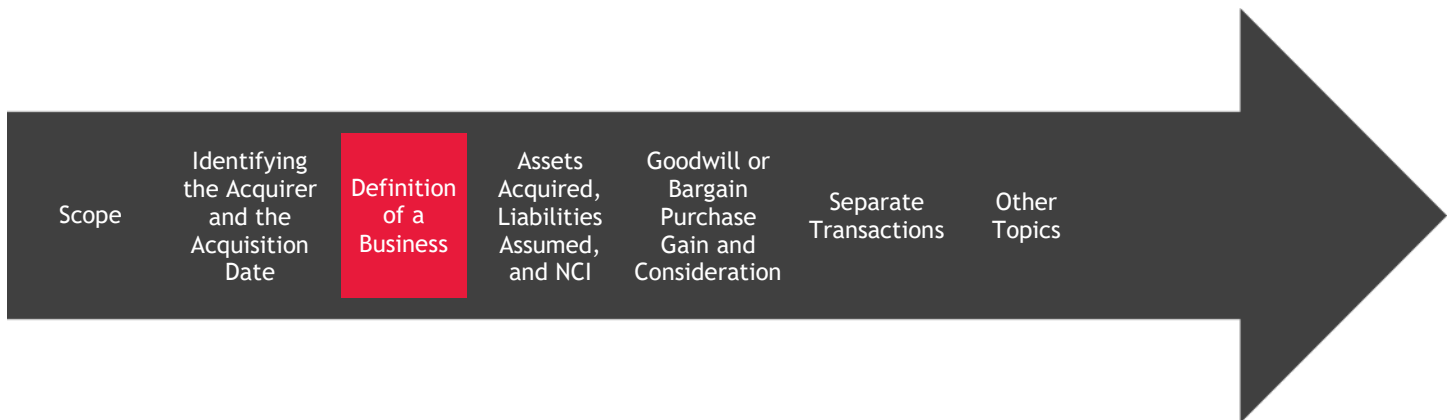 Scope
Identifying
the Acquirer
and the
Acquisition
Date
Definition
of a
Business
Assets
Acquired,
Liabilities
Assumed,
and NCI
Goodwill or
Bargain
Purchase
Gain and
Consideration
Separate
Transactions
Other
Topics